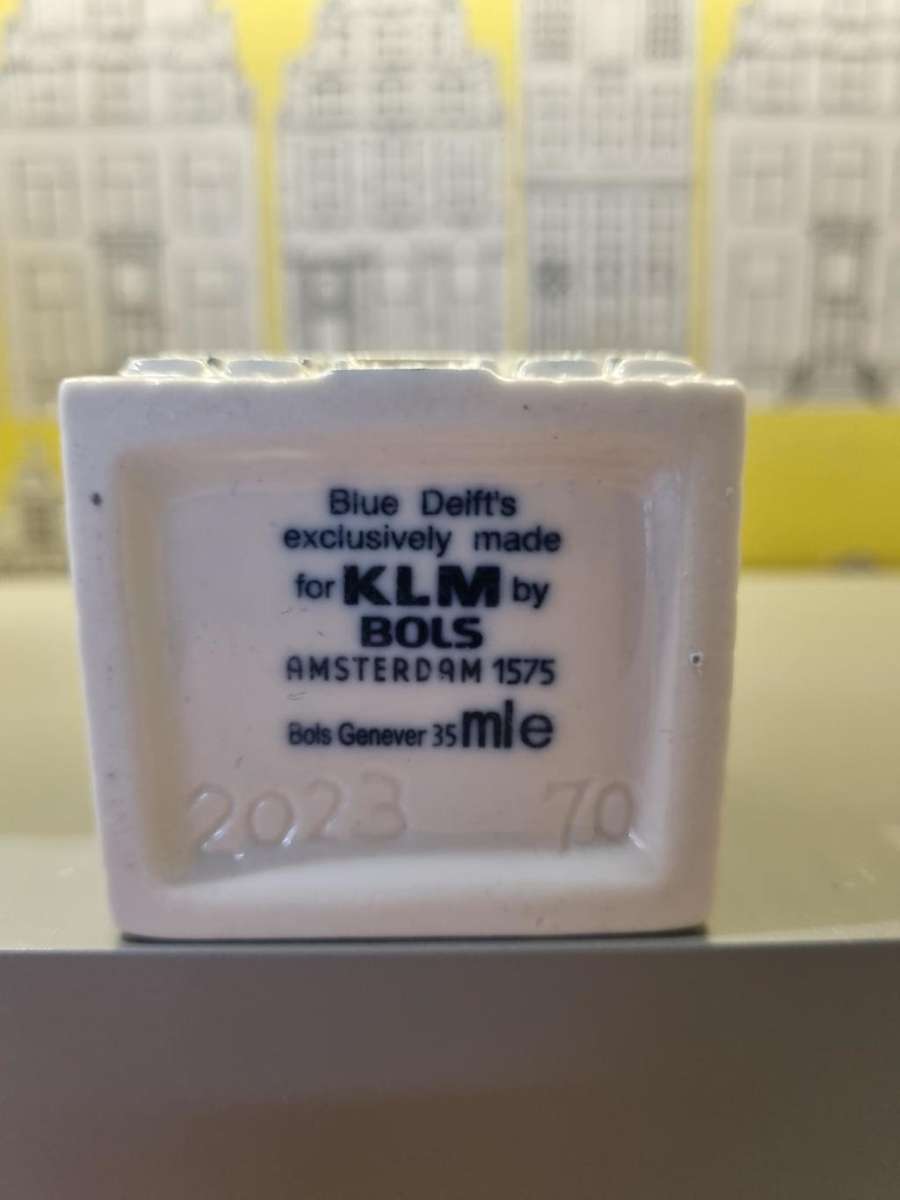 Blue Delft's
exclusively made
for KLM by
BOLS
AMSTERDAM 1575
Bols Genever 35 ml e
2023 70